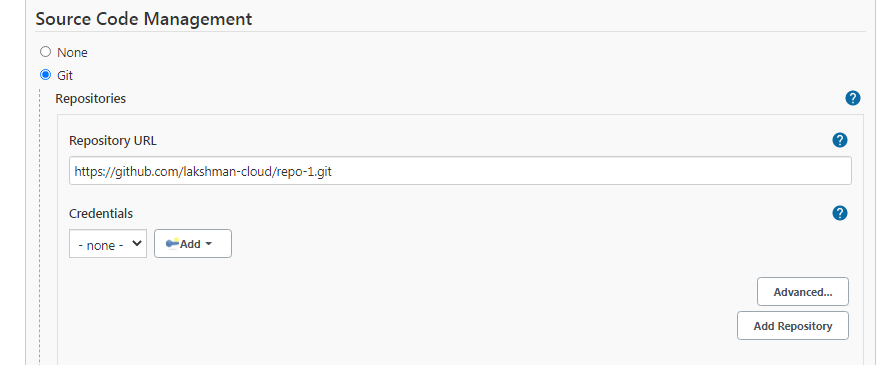 Source Code Management
None
Git
Repositories
?
Repository URL
?
https://github.com/lakshman-cloud/repo-1.git
Credentials
?
- none -
Add
Advanced...
Add Repository